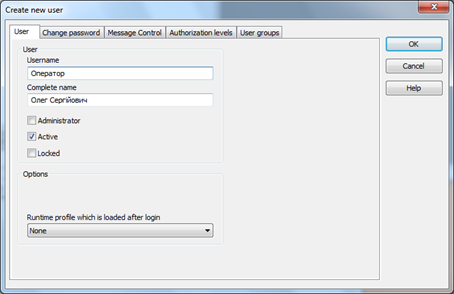 Create new user
User Change password Message Control Authorization levels User groups
User
Username
Оператор
Complete name
Олег Сергійович
Administrator
Active
Locked
Options
Runtime profile which is loaded after login
None
OK
Cancel
Help